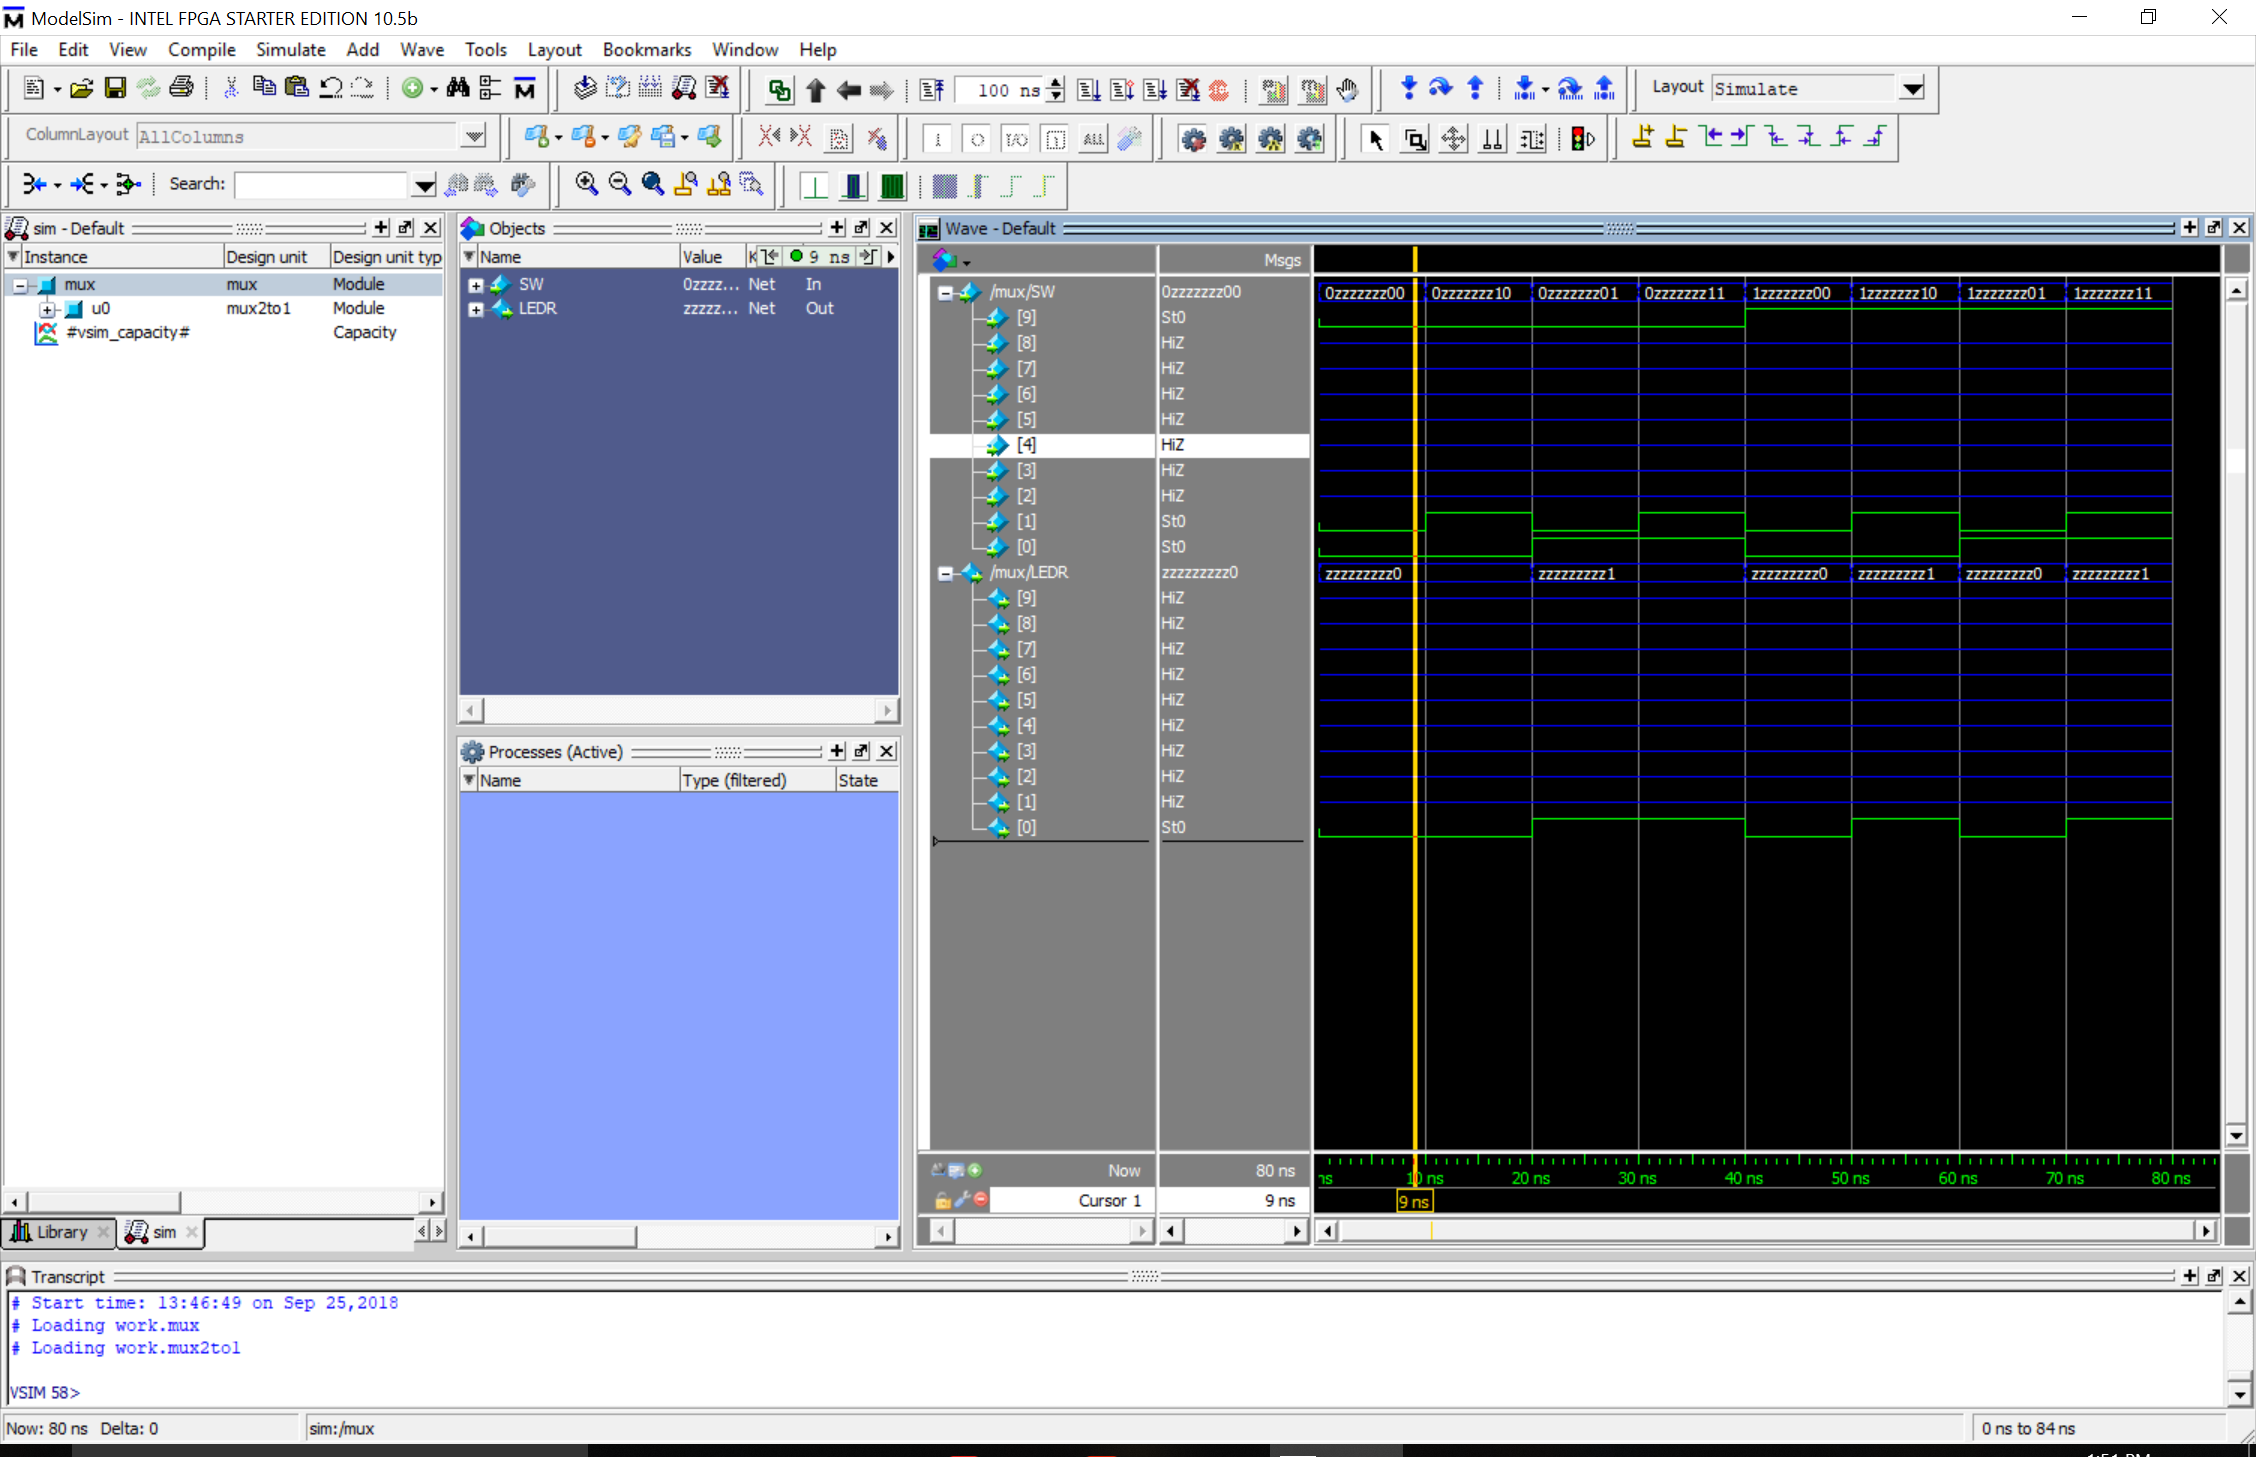 ModelSim - INTEL FPGA STARTER EDITION 10.5b
File Edit View Compile Simulate Add Wave Tools Layout Bookmarks Window Help
100 ns
Layout Simulate
ColumnLayout AllColumns
Search:
sim - Default
Instance Design unit Design unit typ
mux mux Module
u0 mux2to1 Module
#vsim_capacity# Capacity
Library sim
Objects
Name Value K 9 ns
SW 0zzzz... Net In
LEDR zzzzz... Net Out
Processes (Active)
Name Type (filtered) State
Wave - Default
Msgs
/mux/SW 0zzzzzzz00 0zzzzzzz00 0zzzzzzz10 0zzzzzzz01 0zzzzzzz11 1zzzzzzz00 1zzzzzzz10 1zzzzzzz01 1zzzzzzz11
[9] St0
[8] HiZ
[7] HiZ
[6] HiZ
[5] HiZ
[4] HiZ
[3] HiZ
[2] HiZ
[1] St0
[0] St0
/mux/LEDR zzzzzzzzz0 zzzzzzzzz0 zzzzzzzzz1 zzzzzzzzz0 zzzzzzzzz1 zzzzzzzzz0 zzzzzzzzz1
[9] HiZ
[8] HiZ
[7] HiZ
[6] HiZ
[5] HiZ
[4] HiZ
[3] HiZ
[2] HiZ
[1] HiZ
[0] St0
Now 80 ns ns 10 ns 20 ns 30 ns 40 ns 50 ns 60 ns 70 ns 80 ns
Cursor 1 9 ns 9 ns
Transcript
# Start time: 13:46:49 on Sep 25,2018
# Loading work.mux
# Loading work.mux2to1
VSIM 58>
Now: 80 ns Delta: 0 sim:/mux 0 ns to 84 ns